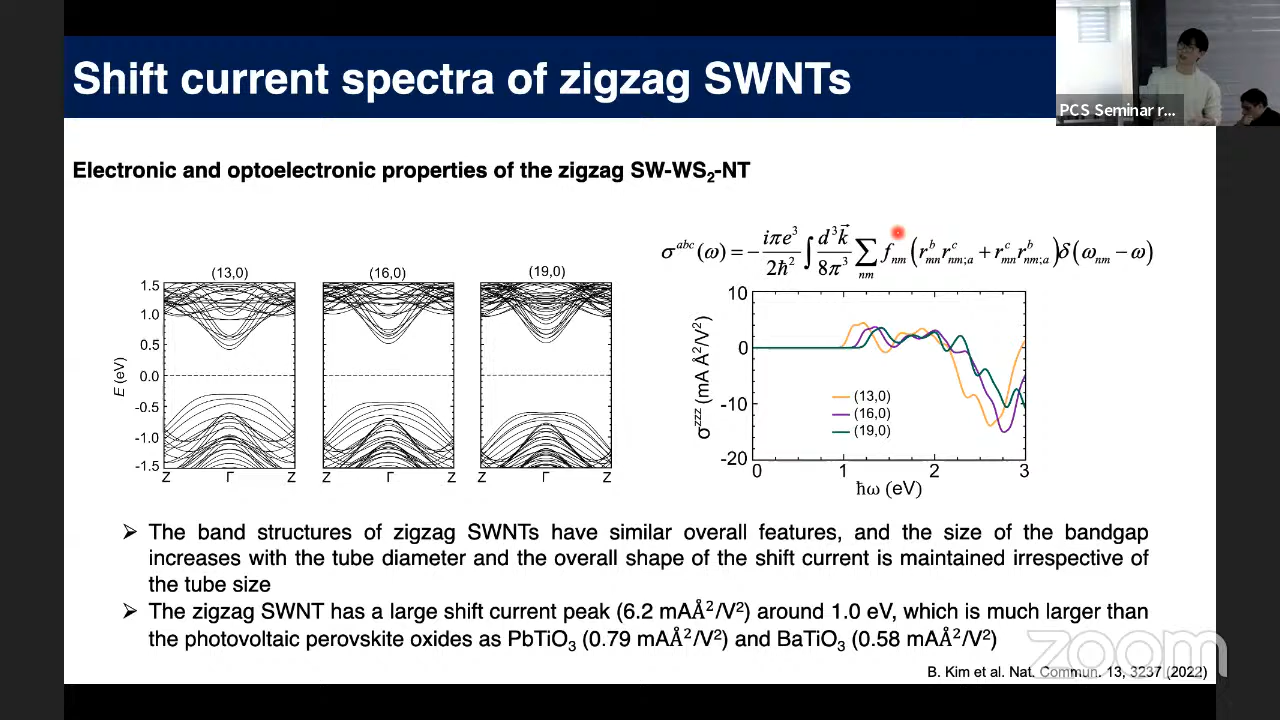 Shift current spectra of zigzag SWNTs
PCS Seminar r...
Electronic and optoelectronic properties of the zigzag SW-WS₂-NT
σᵃᵇᶜ(ω) = −(iπe³/2ħ²) ∫ (d³k⃗/8π³) ∑ₙₘ fₙₘ (rᵇₘₙ rᶜₙₘ;ₐ + rᶜₘₙ rᵇₙₘ;ₐ) δ(ωₙₘ − ω)
(13,0) (16,0) (19,0)
1.5
1.0
0.5
0.0
-0.5
-1.0
-1.5
E (eV)
Z Γ Z Z Γ Z Z Γ Z
10
0
-10
-20
σᶻᶻᶻ (mA Å²/V²)
(13,0)
(16,0)
(19,0)
0 1 2 3
ħω (eV)
➢ The band structures of zigzag SWNTs have similar overall features, and the size of the bandgap
increases with the tube diameter and the overall shape of the shift current is maintained irrespective of
the tube size
➢ The zigzag SWNT has a large shift current peak (6.2 mAÅ²/V²) around 1.0 eV, which is much larger than
the photovoltaic perovskite oxides as PbTiO₃ (0.79 mAÅ²/V²) and BaTiO₃ (0.58 mAÅ²/V²)
zoom
B. Kim et al. Nat. Commun. 13, 3237 (2022)